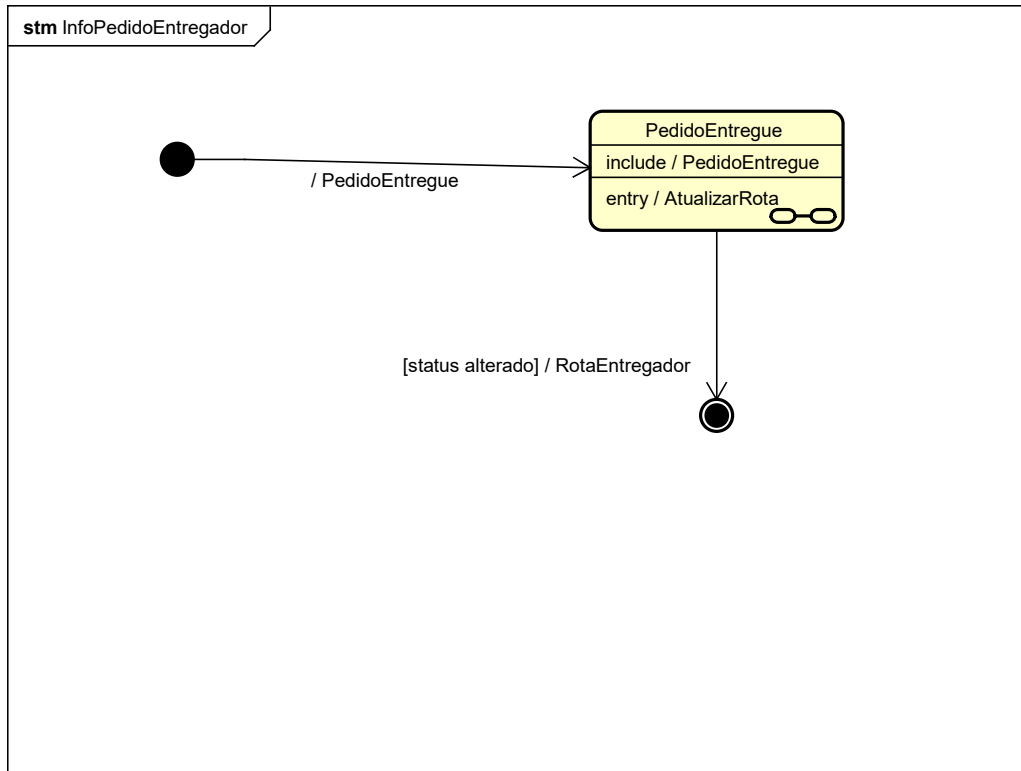 stm InfoPedidoEntregador
PedidoEntregue
include / PedidoEntregue
/ PedidoEntregue
entry / AtualizarRota
[status alterado] / RotaEntregador